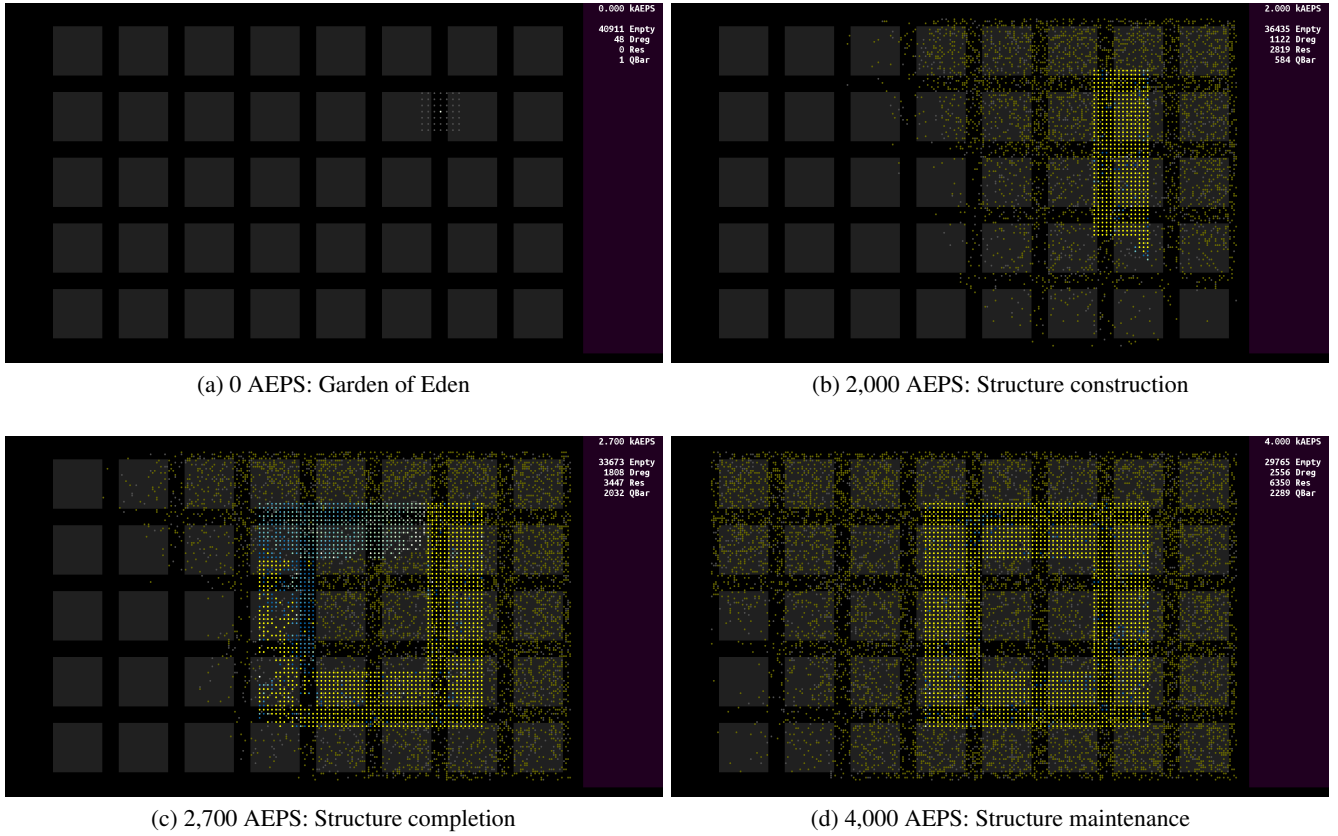 0.000 kAEPS
40911 Empty
48 Dreg
0 Res
1 QBar
2.000 kAEPS
36435 Empty
1122 Dreg
2819 Res
584 QBar
(a) 0 AEPS: Garden of Eden
(b) 2,000 AEPS: Structure construction
2.700 kAEPS
33673 Empty
1808 Dreg
3447 Res
2032 QBar
4.000 kAEPS
29765 Empty
2556 Dreg
6350 Res
2289 QBar
(c) 2,700 AEPS: Structure completion
(d) 4,000 AEPS: Structure maintenance